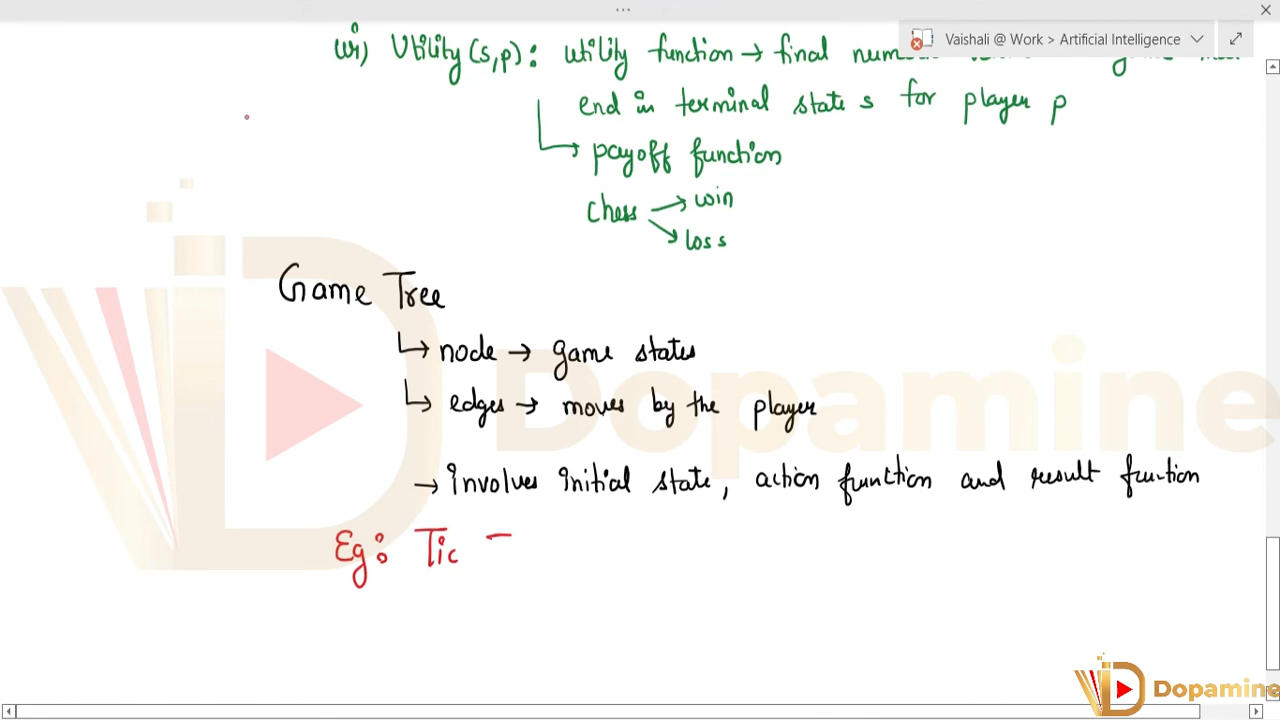 vi) Utility(s,p): utility function → final
Vaishali @ Work > Artificial Intelligence
end in terminal state s for player p
↳ payoff function
Chess → win
→ loss
Game Tree
↳ node → game states
↳ edges → moves by the player
→ involves initial state, action function and result function
Eg: Tic
Dopamine
Dopamine